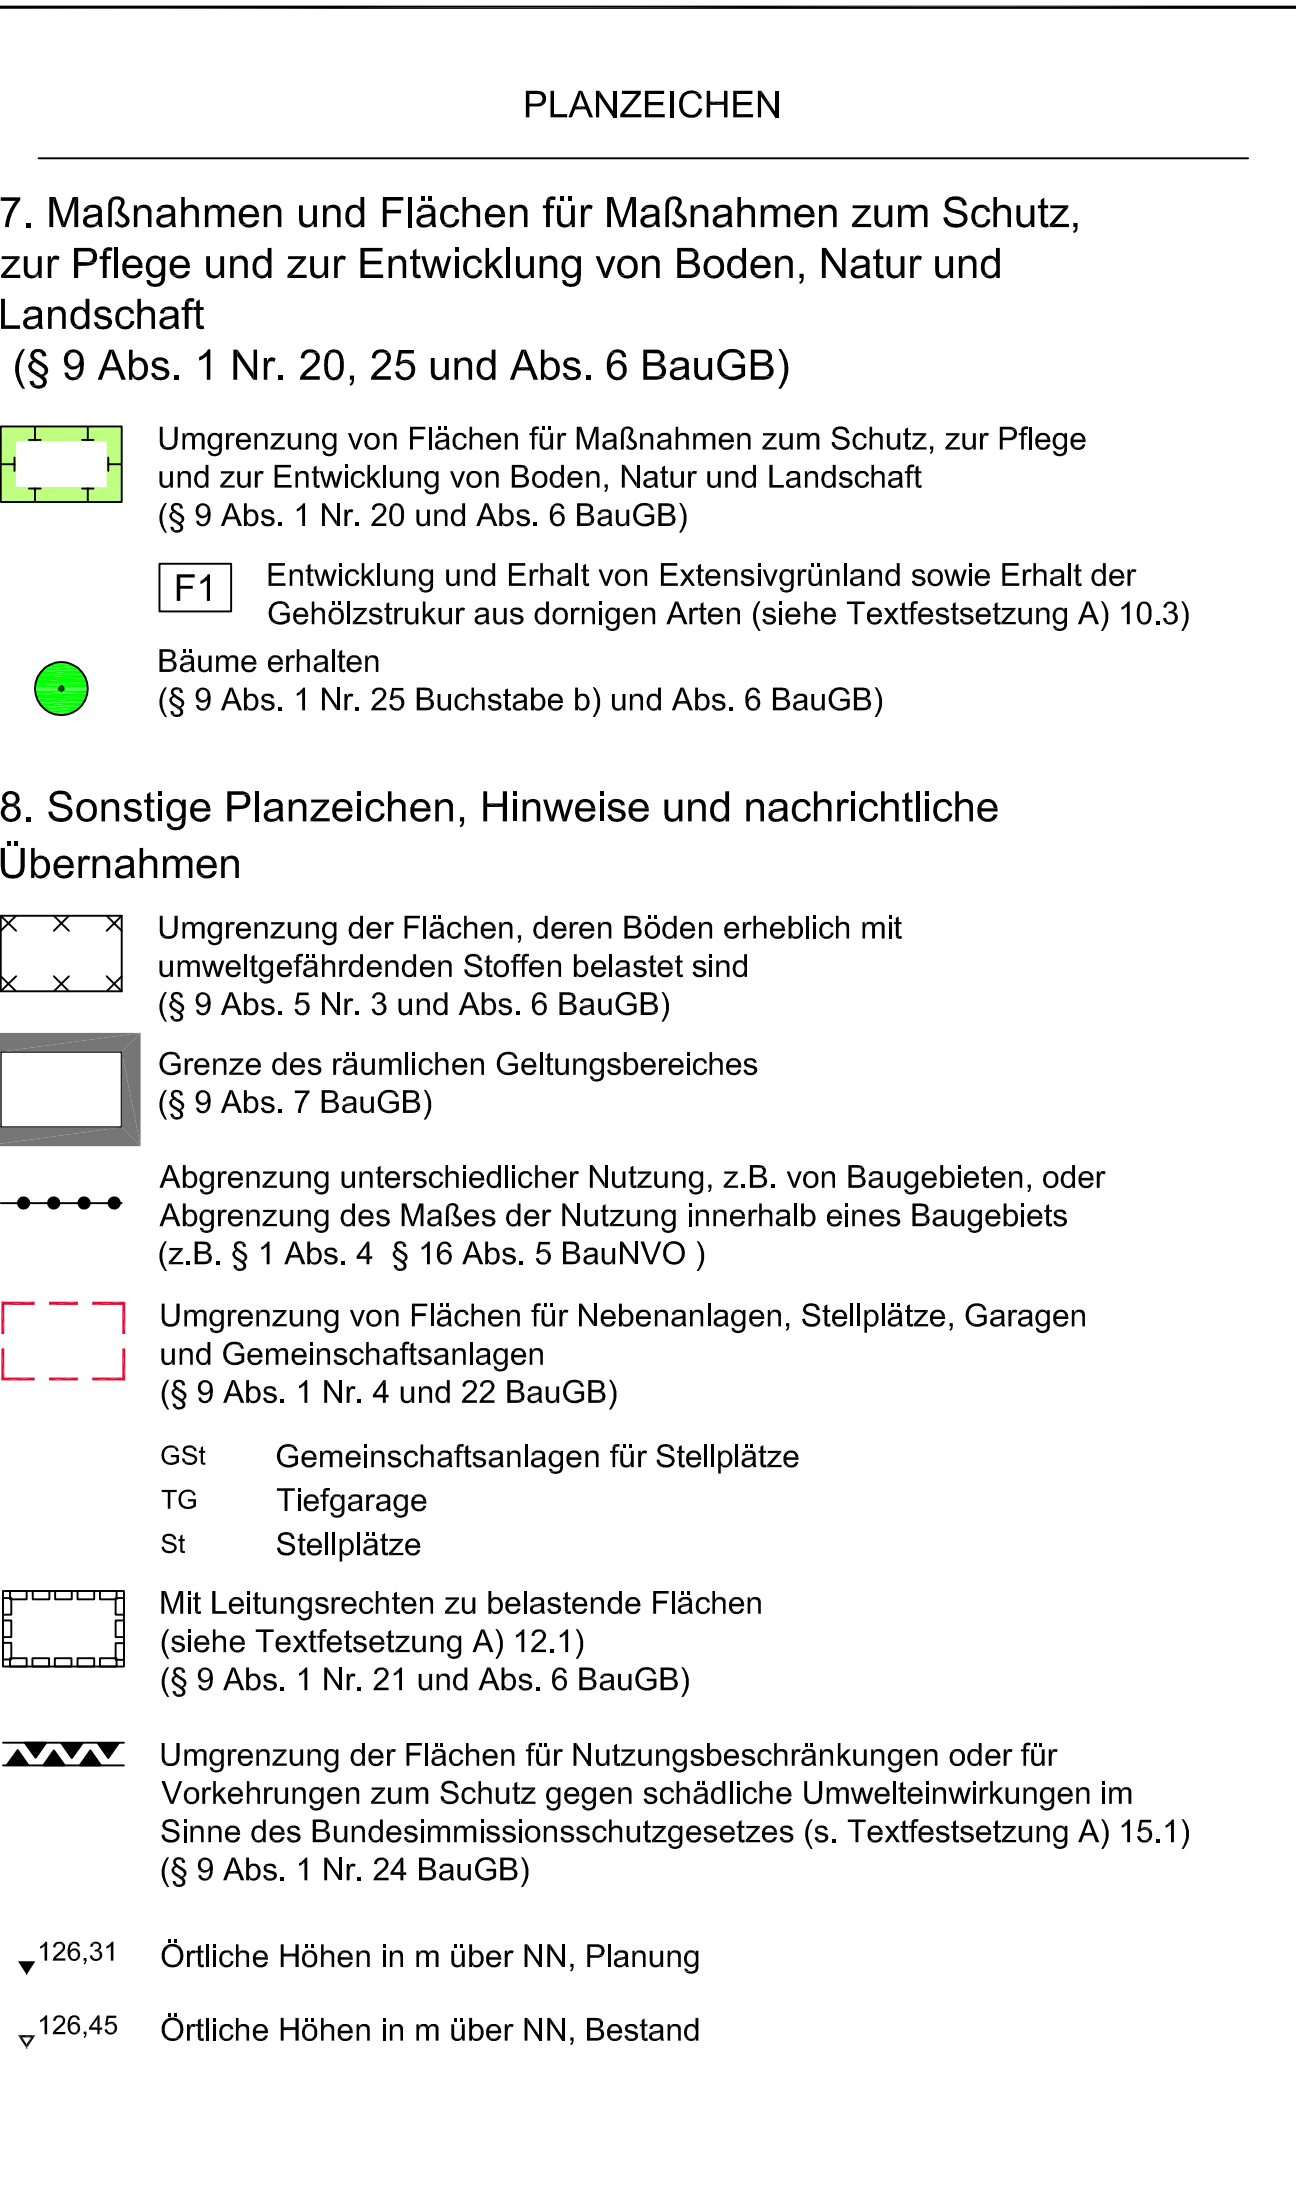 PLANZEICHEN
7. Maßnahmen und Flächen für Maßnahmen zum Schutz,
zur Pflege und zur Entwicklung von Boden, Natur und
Landschaft
(§ 9 Abs. 1 Nr. 20, 25 und Abs. 6 BauGB)
Umgrenzung von Flächen für Maßnahmen zum Schutz, zur Pflege
und zur Entwicklung von Boden, Natur und Landschaft
(§ 9 Abs. 1 Nr. 20 und Abs. 6 BauGB)
F1 Entwicklung und Erhalt von Extensivgrünland sowie Erhalt der
Gehölzstrukur aus dornigen Arten (siehe Textfestsetzung A) 10.3)
Bäume erhalten
(§ 9 Abs. 1 Nr. 25 Buchstabe b) und Abs. 6 BauGB)
8. Sonstige Planzeichen, Hinweise und nachrichtliche
Übernahmen
Umgrenzung der Flächen, deren Böden erheblich mit
umweltgefährdenden Stoffen belastet sind
(§ 9 Abs. 5 Nr. 3 und Abs. 6 BauGB)
Grenze des räumlichen Geltungsbereiches
(§ 9 Abs. 7 BauGB)
Abgrenzung unterschiedlicher Nutzung, z.B. von Baugebieten, oder
Abgrenzung des Maßes der Nutzung innerhalb eines Baugebiets
(z.B. § 1 Abs. 4 § 16 Abs. 5 BauNVO )
Umgrenzung von Flächen für Nebenanlagen, Stellplätze, Garagen
und Gemeinschaftsanlagen
(§ 9 Abs. 1 Nr. 4 und 22 BauGB)
GSt Gemeinschaftsanlagen für Stellplätze
TG Tiefgarage
St Stellplätze
Mit Leitungsrechten zu belastende Flächen
(siehe Textfetsetzung A) 12.1)
(§ 9 Abs. 1 Nr. 21 und Abs. 6 BauGB)
Umgrenzung der Flächen für Nutzungsbeschränkungen oder für
Vorkehrungen zum Schutz gegen schädliche Umwelteinwirkungen im
Sinne des Bundesimmissionsschutzgesetzes (s. Textfestsetzung A) 15.1)
(§ 9 Abs. 1 Nr. 24 BauGB)
126,31 Örtliche Höhen in m über NN, Planung
126,45 Örtliche Höhen in m über NN, Bestand